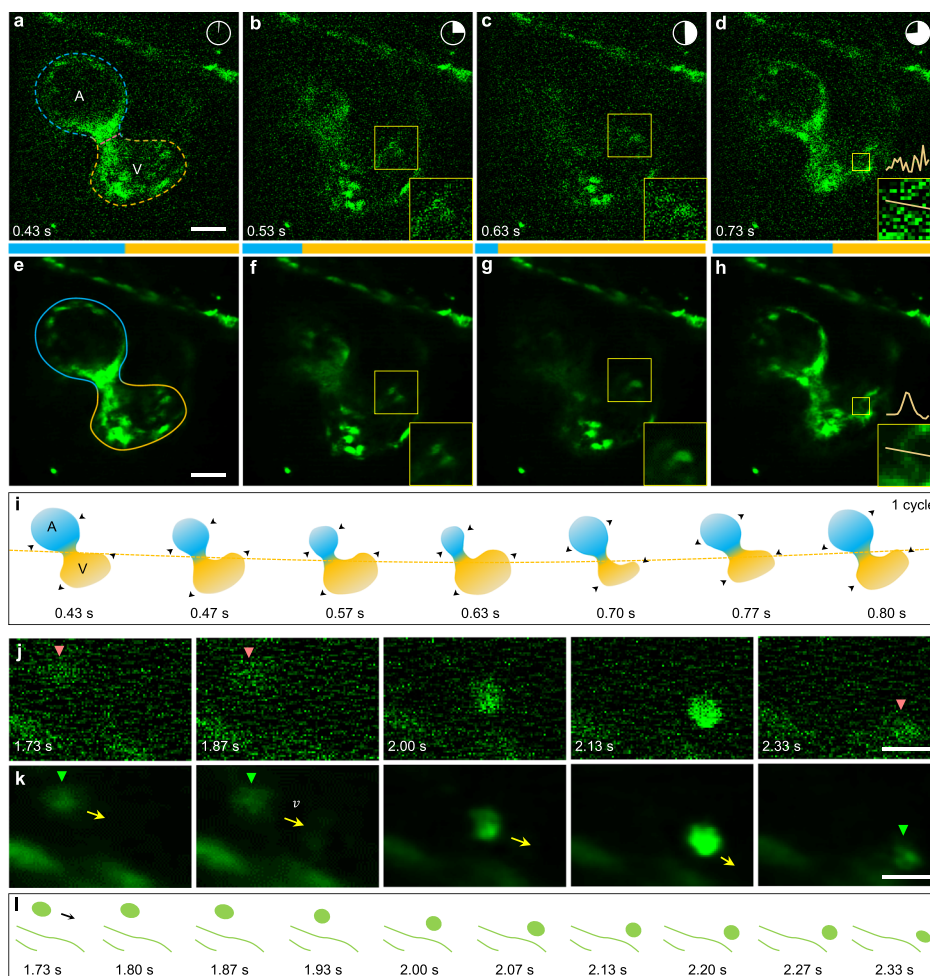 a b c d
A
V
0.43 s 0.53 s 0.63 s 0.73 s
e f g h
i 1 cycle
A
V
0.43 s 0.47 s 0.57 s 0.63 s 0.70 s 0.77 s 0.80 s
j
1.73 s 1.87 s 2.00 s 2.13 s 2.33 s
k
v
l
1.73 s 1.80 s 1.87 s 1.93 s 2.00 s 2.07 s 2.13 s 2.20 s 2.27 s 2.33 s